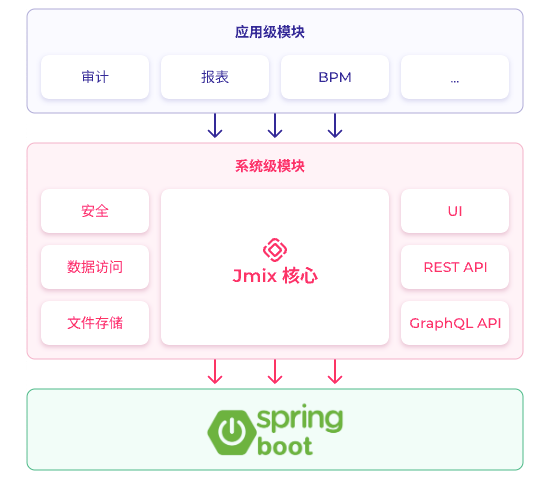 应用级模块
审计
报表
BPM
...
系统级模块
安全
数据访问
文件存储
Jmix 核心
UI
REST API
GraphQL API
spring
boot